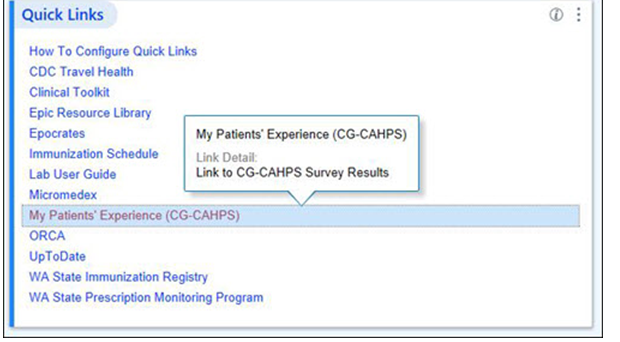 Quick Links
How To Configure Quick Links
CDC Travel Health
Clinical Toolkit
Epic Resource Library
Epocrates
Immunization Schedule
Lab User Guide
Micromedex
My Patients' Experience (CG-CAHPS)
Link Detail:
Link to CG-CAHPS Survey Results
My Patients' Experience (CG-CAHPS)
ORCA
UpToDate
WA State Immunization Registry
WA State Prescription Monitoring Program